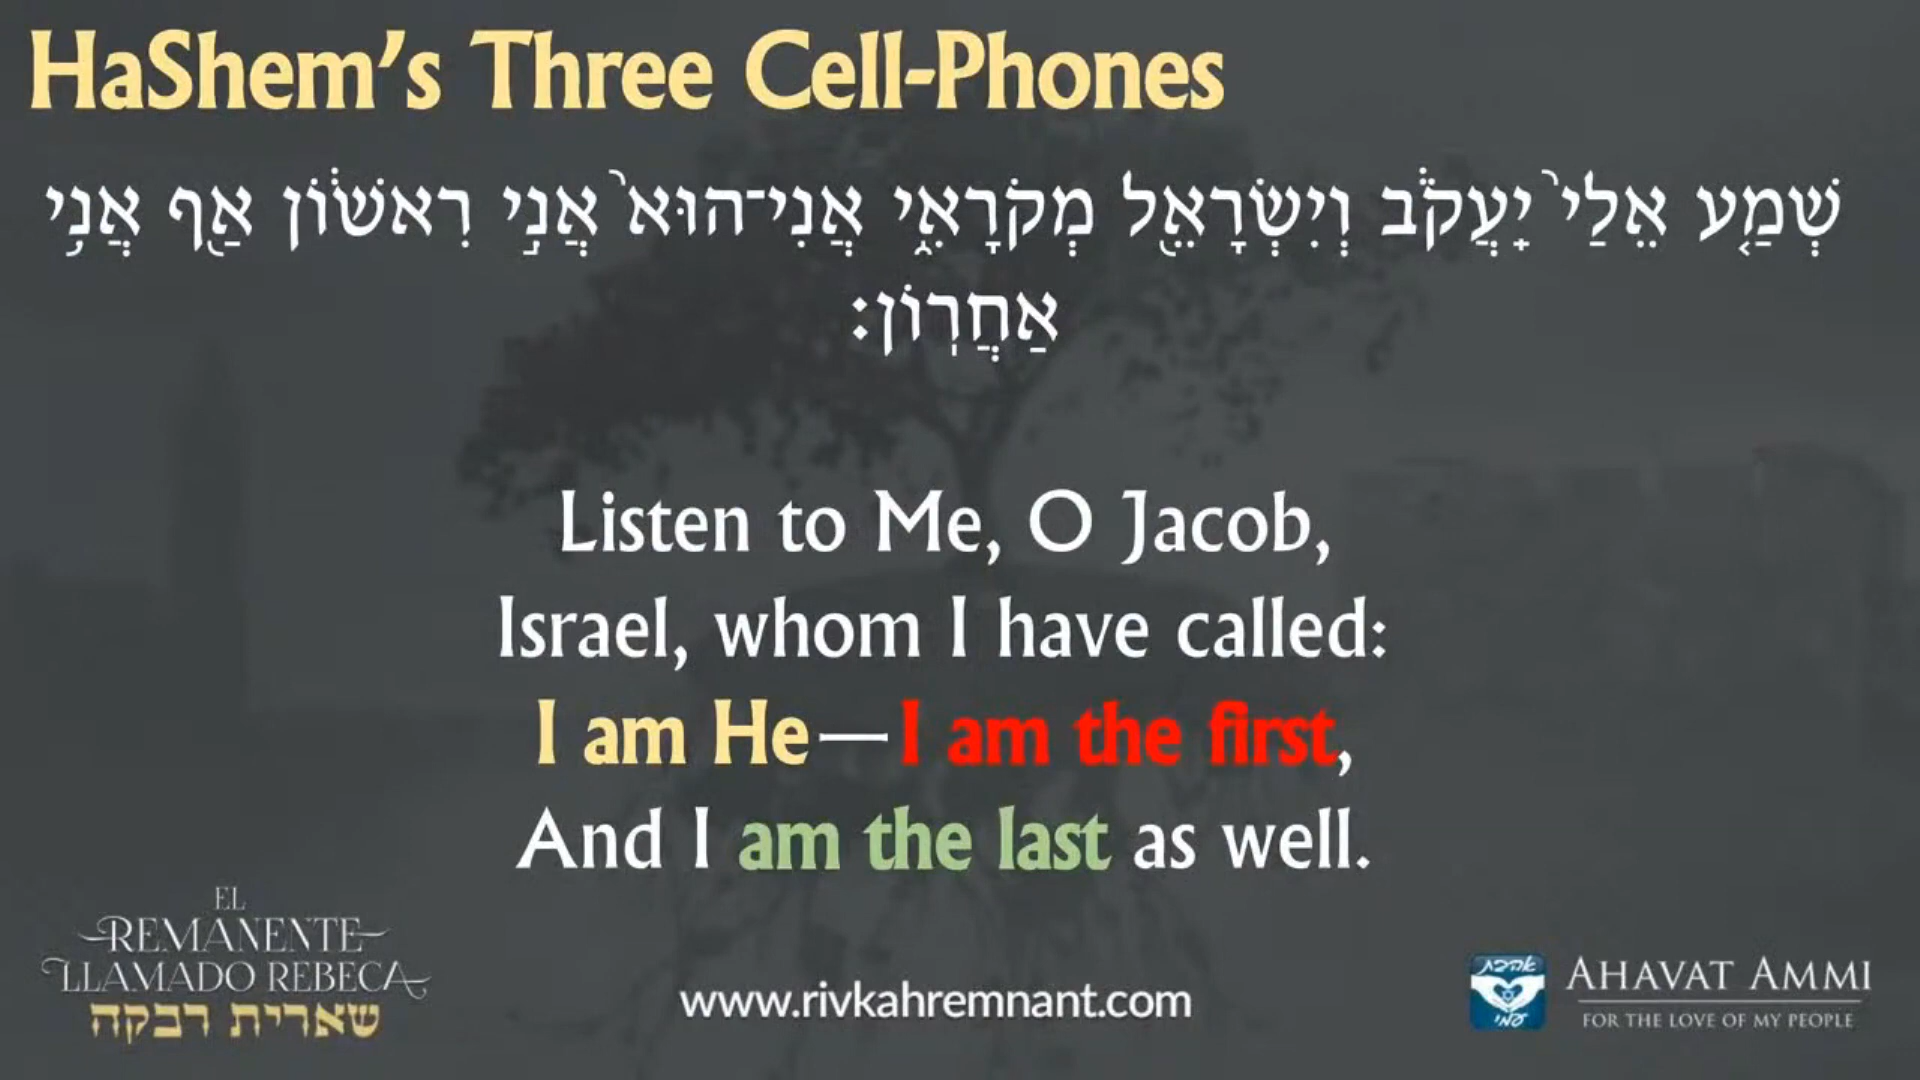 HaShem's Three Cell-Phones
שְׁמַ֤ע אֵלַי֙ יַֽעֲקֹ֔ב וְיִשְׂרָאֵ֖ל מְקֹרָאִ֑י אֲנִי־הוּא֙ אֲנִ֣י רִאשׁ֔וֹן אַ֖ף אֲנִ֥י
אַחֲרֽוֹן׃
Listen to Me, O Jacob,
Israel, whom I have called:
I am He—I am the first,
And I am the last as well.
EL
REMANENTE
LLAMADO REBECA
שארית רבקה
www.rivkahremnant.com
אהבת
עמי
AHAVAT AMMI
FOR THE LOVE OF MY PEOPLE